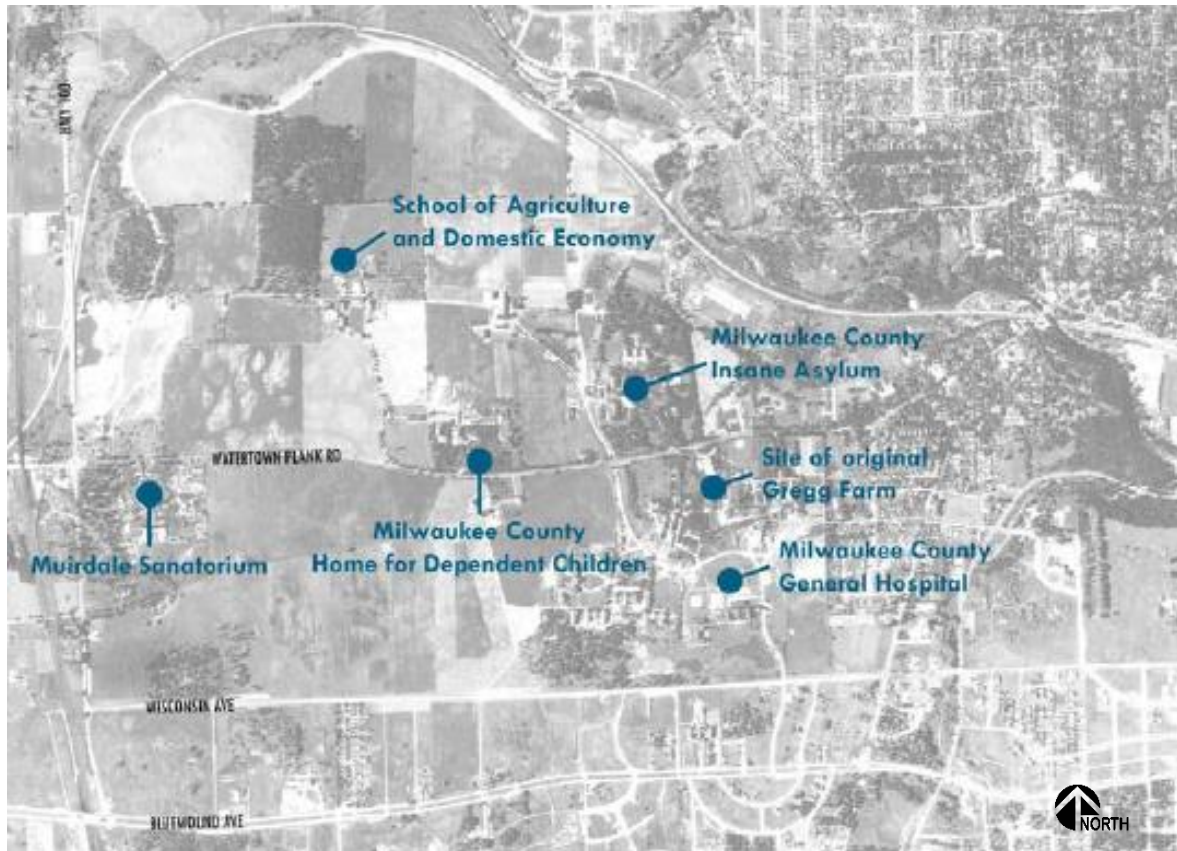 School of Agriculture
and Domestic Economy
Milwaukee County
Insane Asylum
WATERTOWN PLANK RD
Site of original
Gregg Farm
Milwaukee County
Home for Dependent Children
Muirdale Sanatorium
Milwaukee County
General Hospital
WISCONSIN AVE
BLUEMOUND AVE
NORTH